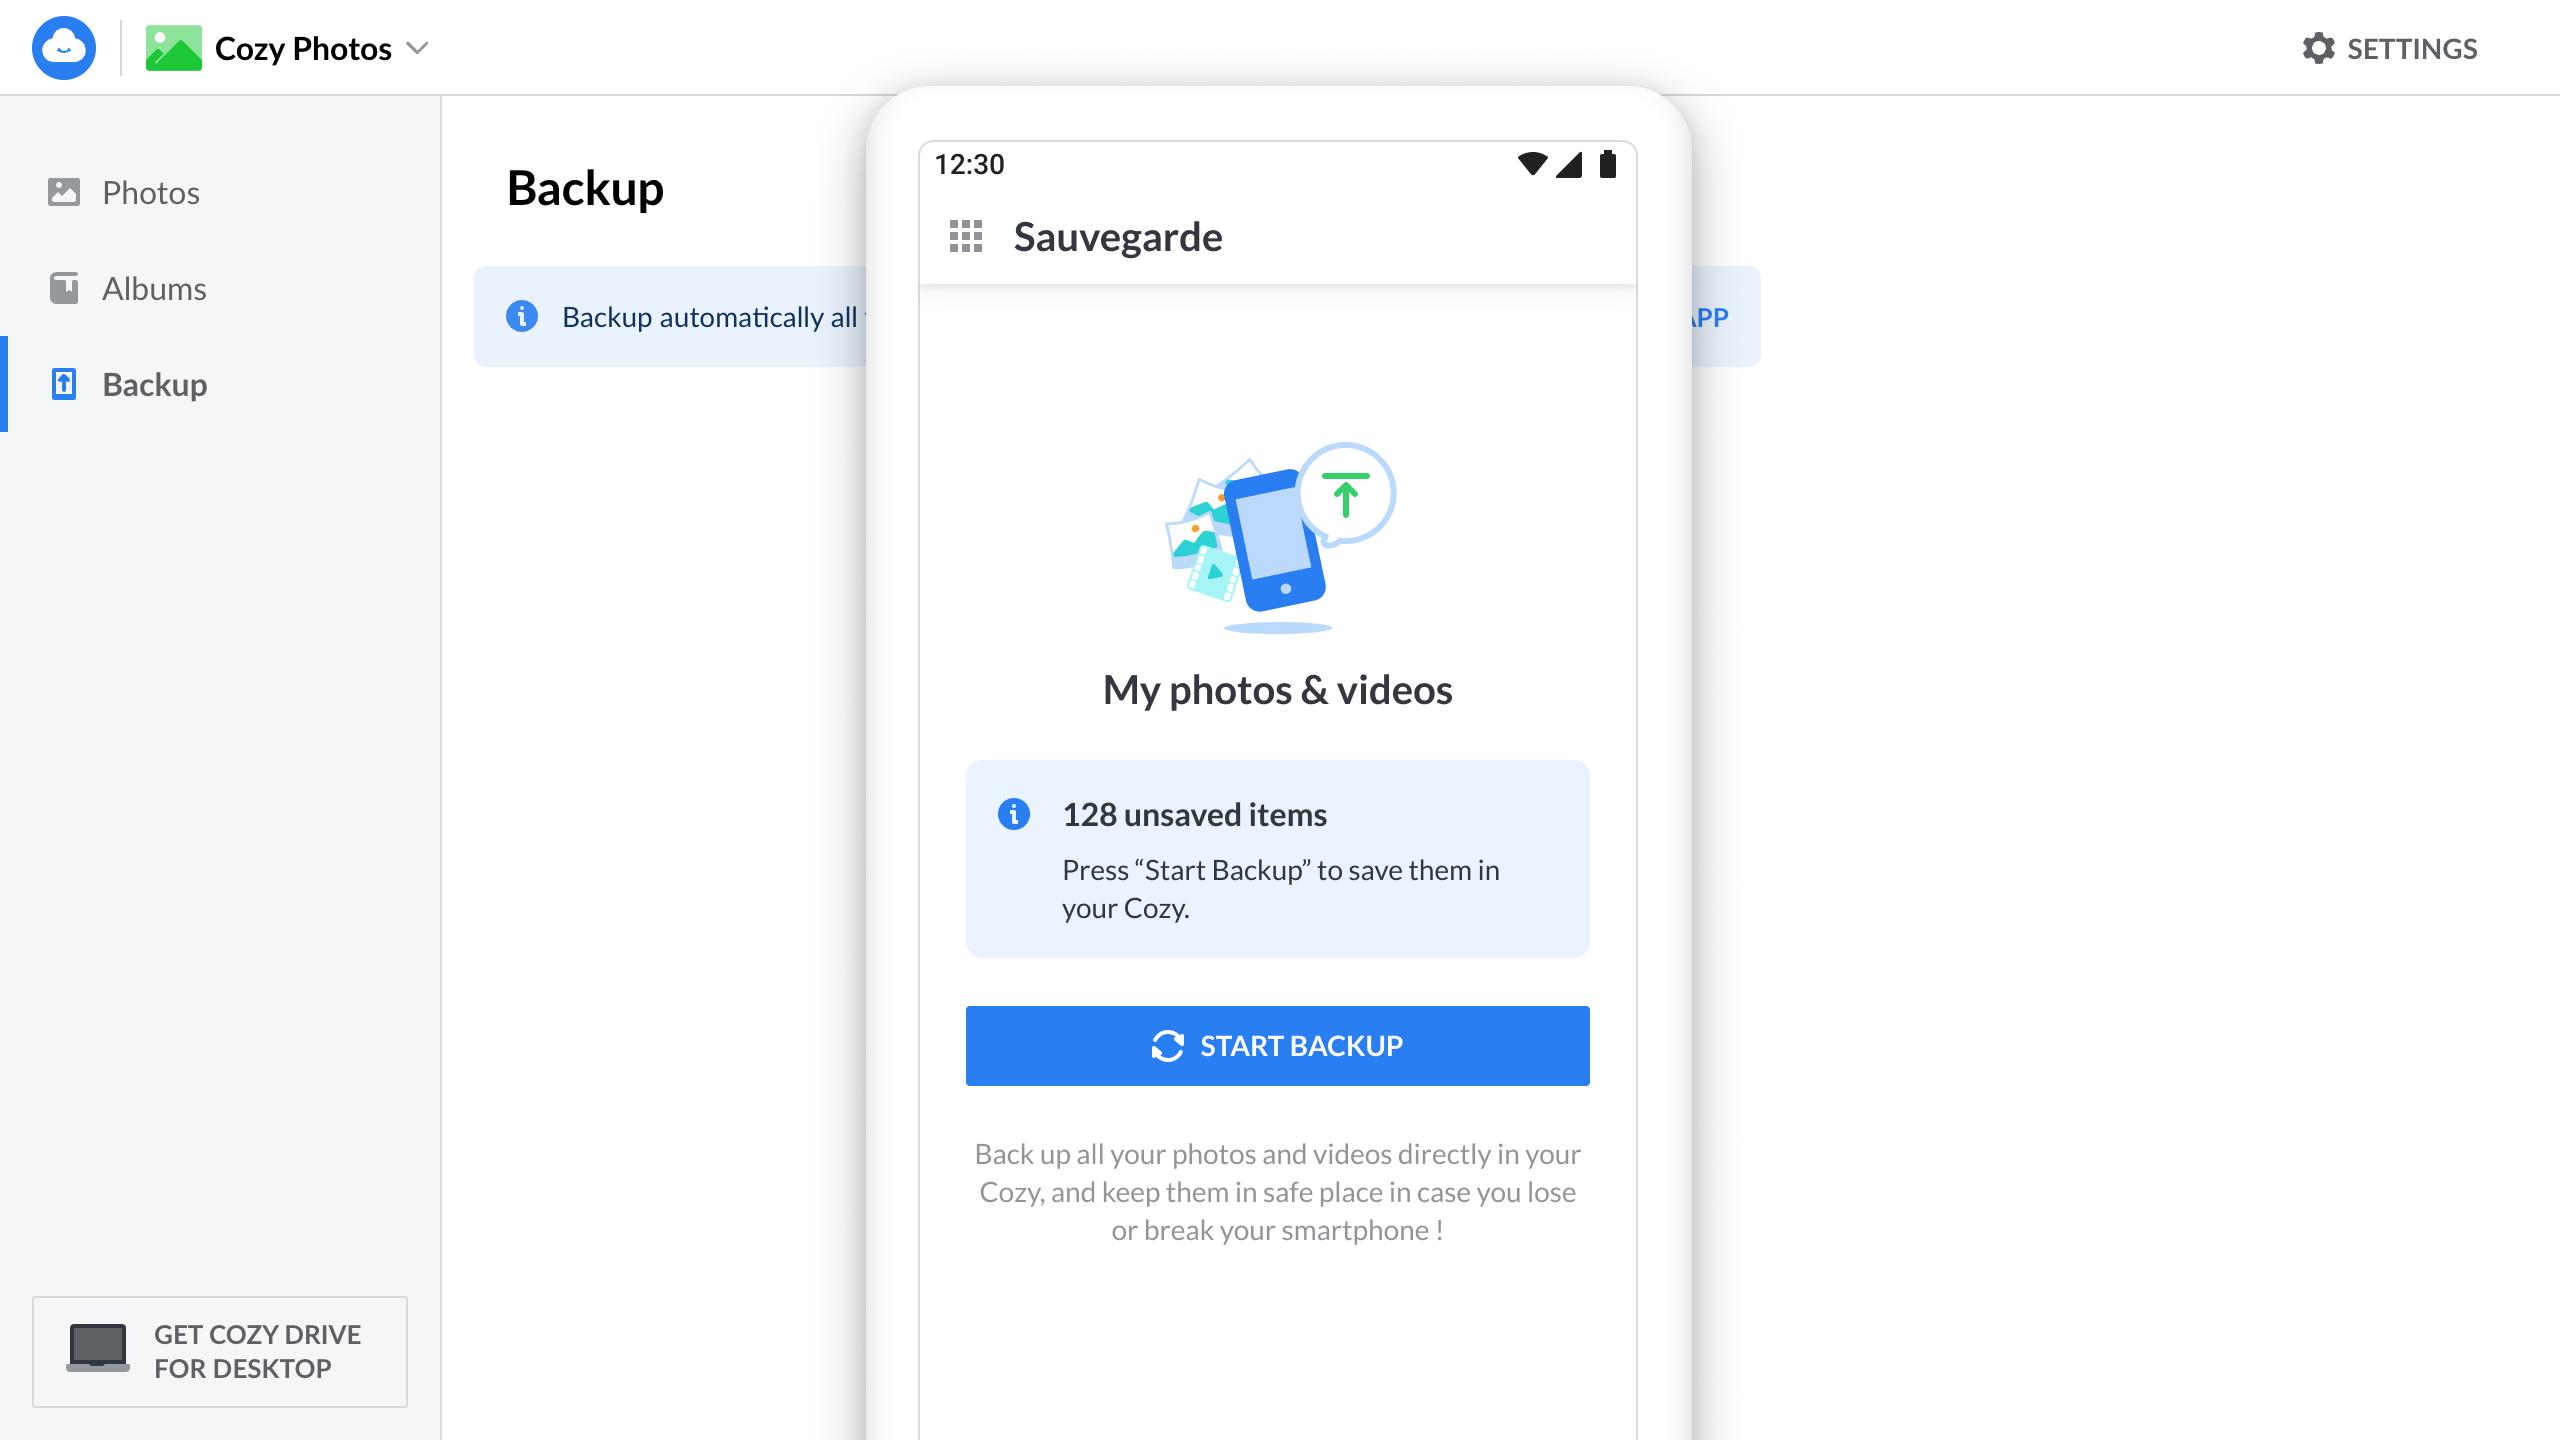 Cozy Photos
SETTINGS
Photos
Albums
Backup
GET COZY DRIVE
FOR DESKTOP
Backup
Backup automatically all
APP
12:30
Sauvegarde
My photos & videos
128 unsaved items
Press “Start Backup” to save them in
your Cozy.
START BACKUP
Back up all your photos and videos directly in your
Cozy, and keep them in safe place in case you lose
or break your smartphone !